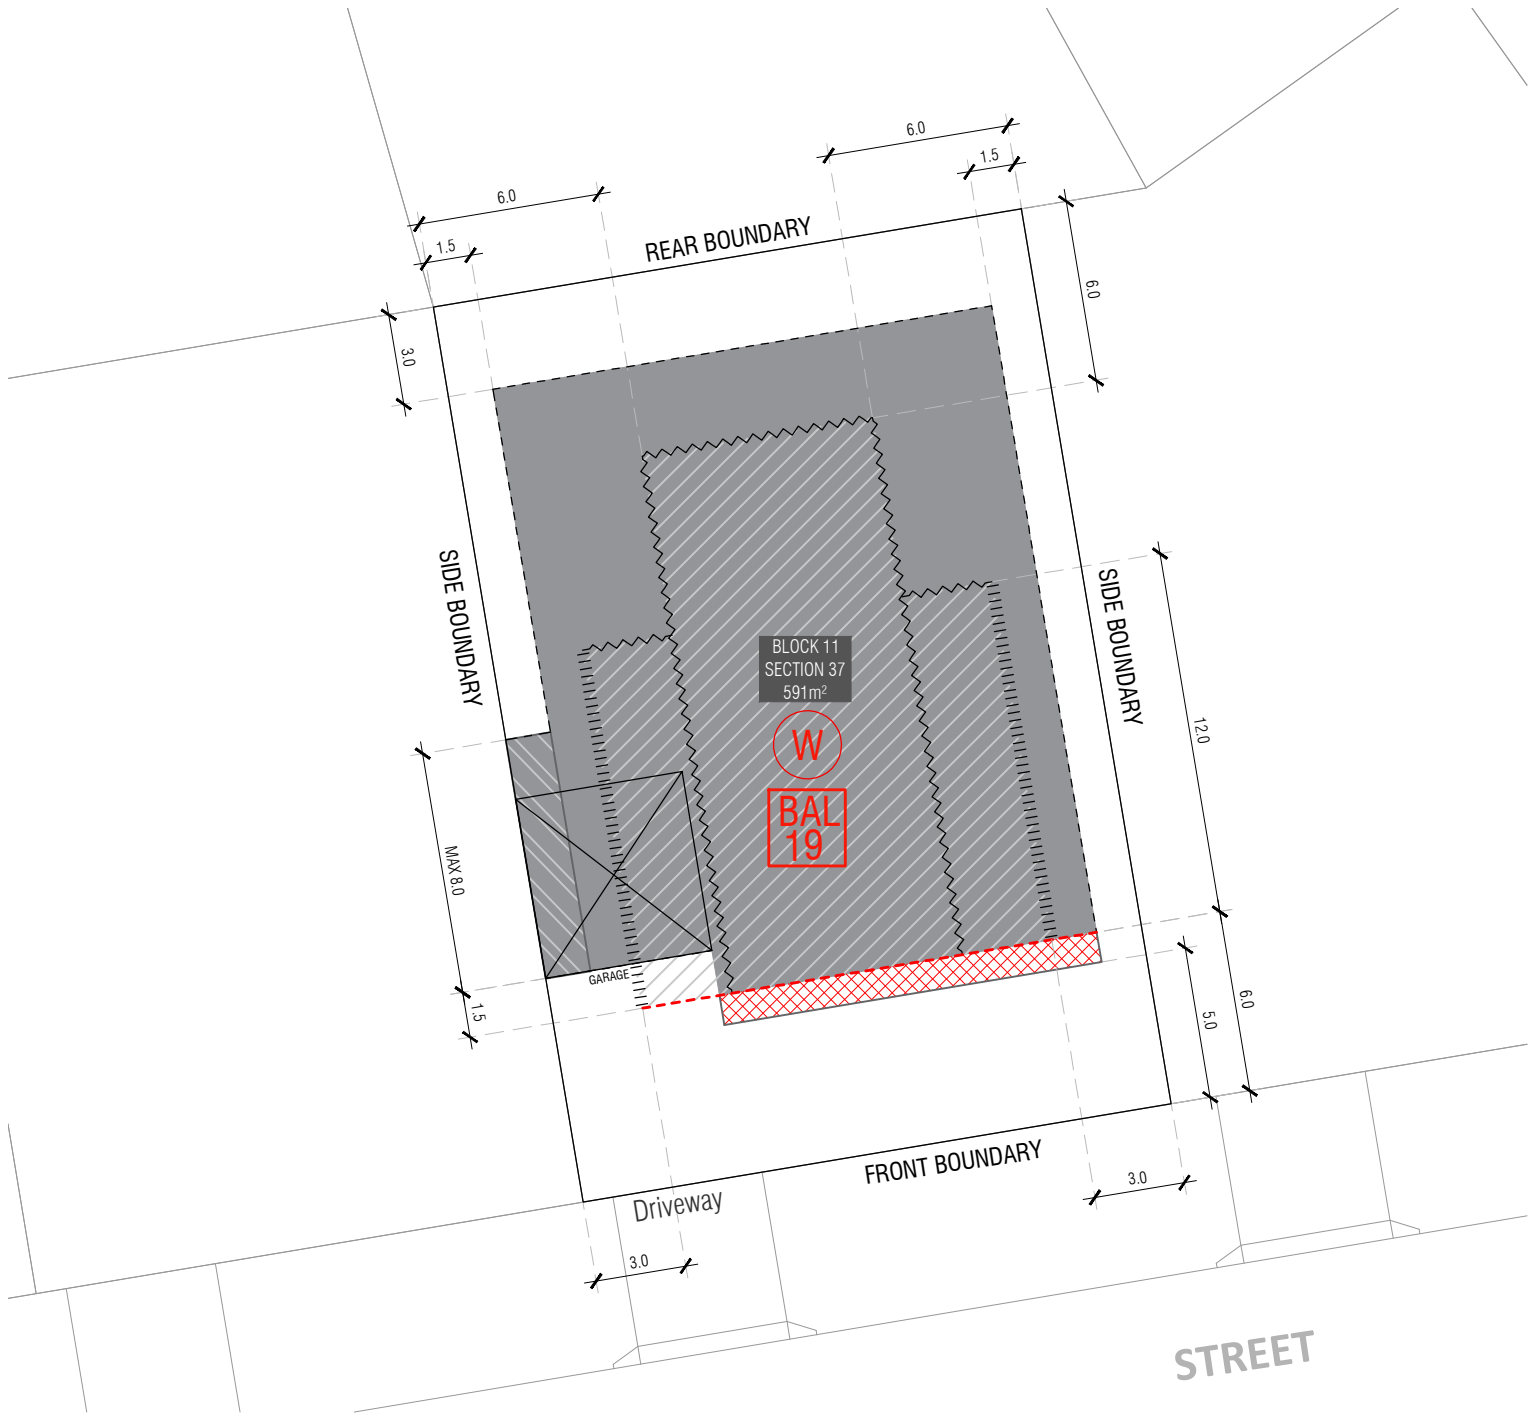 6.0
1.5
6.0
1.5
REAR BOUNDARY
3.0
6.0
SIDE BOUNDARY
SIDE BOUNDARY
BLOCK 11
SECTION 37
591m²
W
BAL
19
12.0
MAX 8.0
GARAGE
1.5
6.0
5.0
FRONT BOUNDARY
3.0
Driveway
3.0
STREET